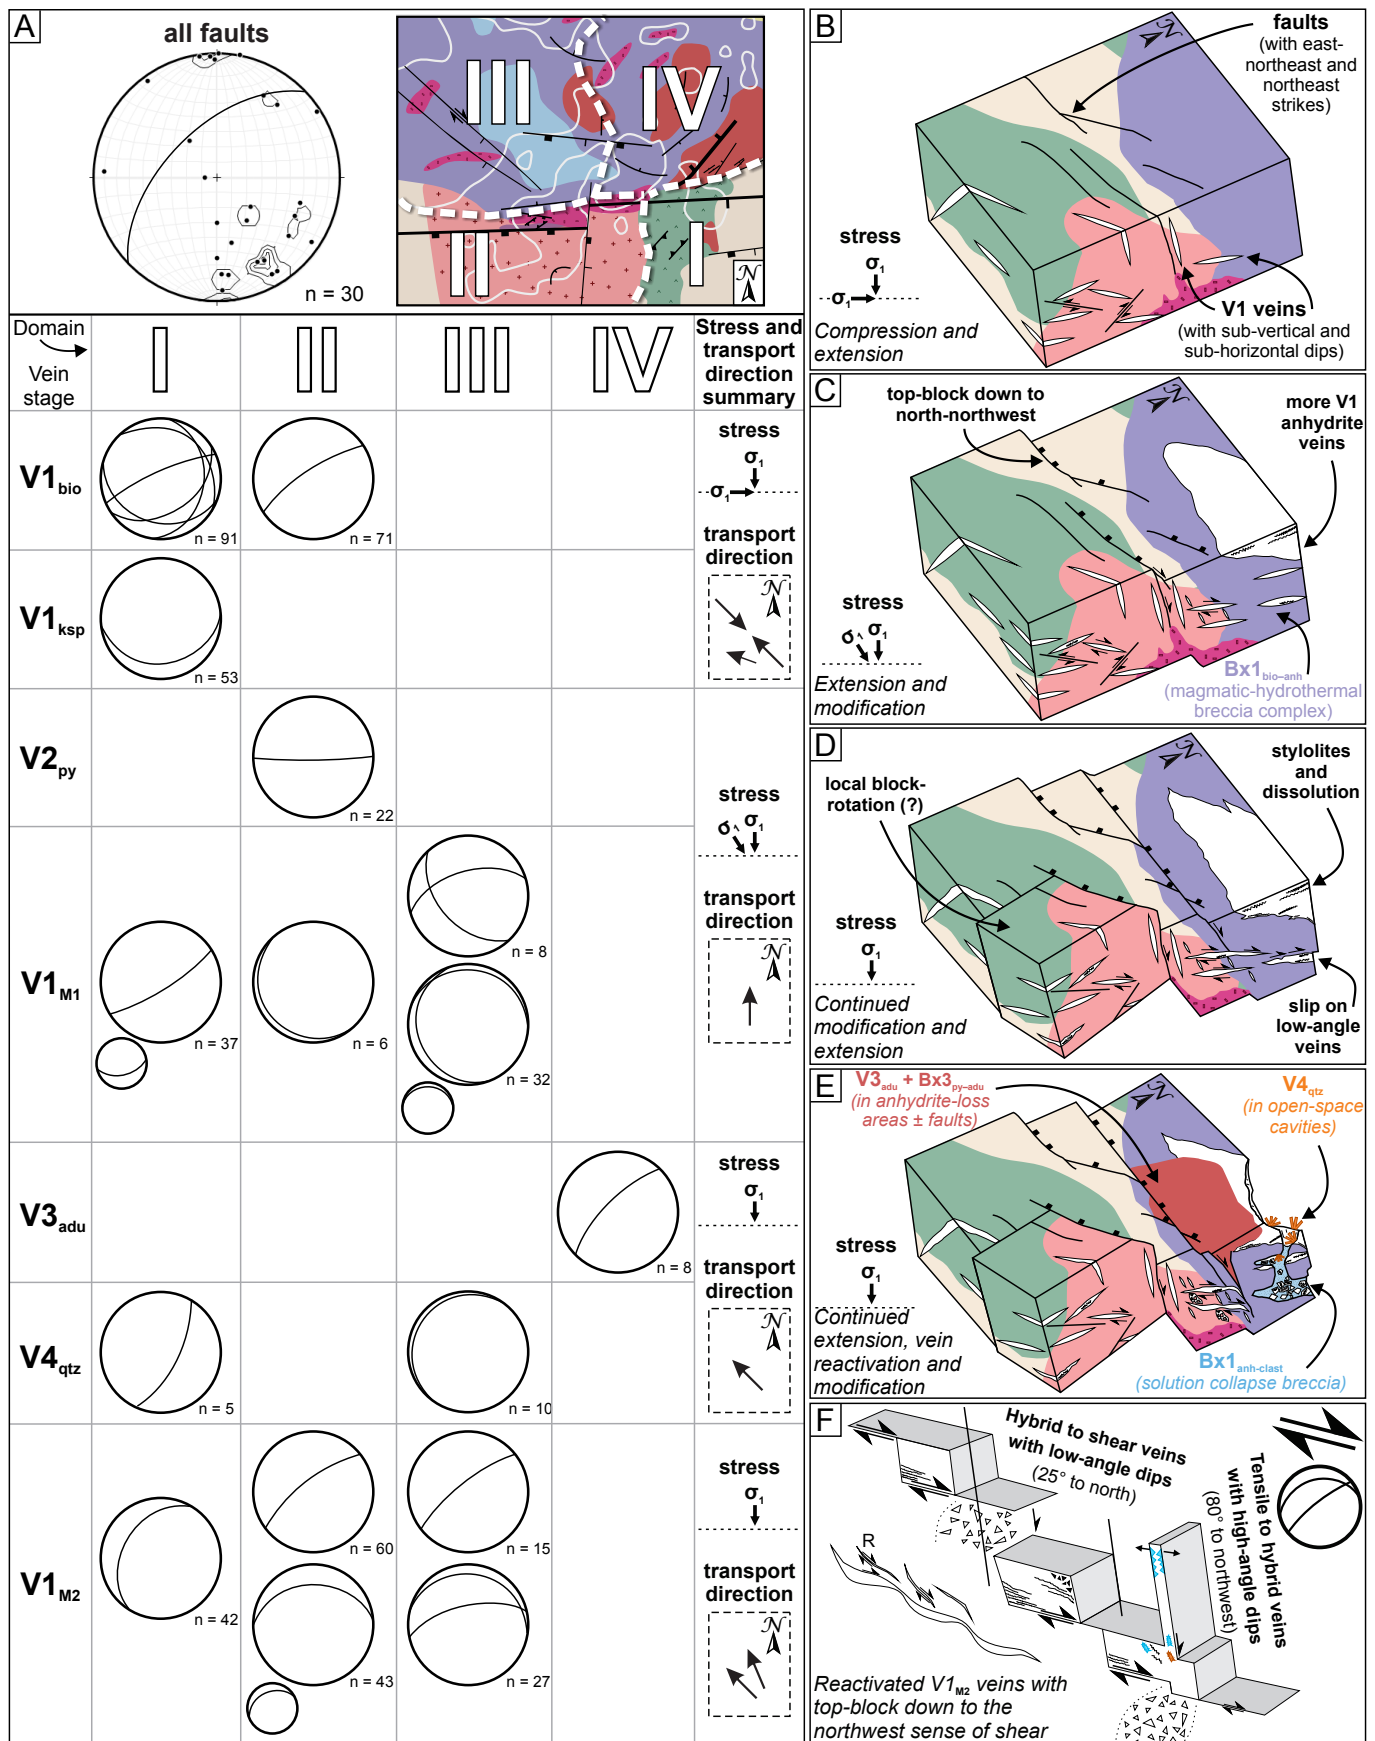 A
all faults
n = 30
III
IV
II
I
N
Domain
Vein
stage
I
II
III
IV
Stress and
transport
direction
summary
V1bio
n = 91
n = 71
stress
σ1
σ1
transport
direction
N
V1ksp
n = 53
V2py
n = 22
stress
σ1 σ1
transport
direction
N
V1M1
n = 37
n = 6
n = 8
n = 32
V3adu
n = 8
stress
σ1
transport
direction
N
V4qtz
n = 5
n = 10
V1M2
n = 42
n = 60
n = 43
n = 15
n = 27
stress
σ1
transport
direction
N
B
N
faults
(with east-
northeast and
northeast
strikes)
stress
σ1
σ1
Compression and
extension
V1 veins
(with sub-vertical and
sub-horizontal dips)
C
top-block down to
north-northwest
N
more V1
anhydrite
veins
stress
σ1 σ1
Extension and
modification
Bx1bio–anh
(magmatic-hydrothermal
breccia complex)
D
N
local block-
rotation (?)
stylolites
and
dissolution
stress
σ1
Continued
modification and
extension
slip on
low-angle
veins
E
V3adu + Bx3py–adu
(in anhydrite-loss
areas ± faults)
N
V4qtz
(in open-space
cavities)
stress
σ1
Continued
extension, vein
reactivation and
modification
Bx1anh-clast
(solution collapse breccia)
F
Hybrid to shear veins
with low-angle dips
(25° to north)
Tensile to hybrid veins
with high-angle dips
(80° to northwest)
R
Reactivated V1M2 veins with
top-block down to the
northwest sense of shear